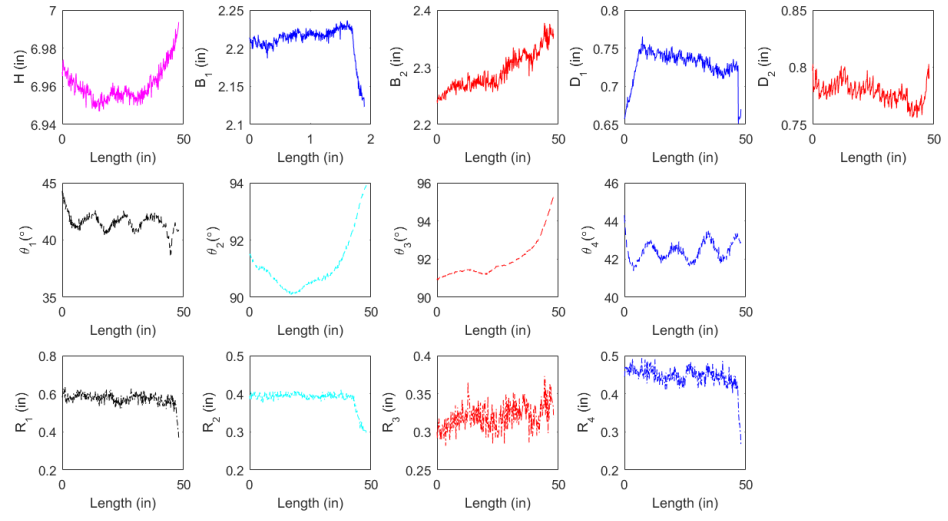 H (in)
7
6.98
6.96
6.94
0
50
Length (in)
B1 (in)
2.25
2.2
2.15
2.1
0
1
2
Length (in)
B2 (in)
2.4
2.3
2.2
0
50
Length (in)
D1 (in)
0.8
0.75
0.7
0.65
0
50
Length (in)
D2 (in)
0.85
0.8
0.75
0
50
Length (in)
θ1(°)
45
40
35
0
50
Length (in)
θ2(°)
94
92
90
0
50
Length (in)
θ3(°)
96
94
92
90
0
50
Length (in)
θ4(°)
46
44
42
40
0
50
Length (in)
R1 (in)
0.8
0.6
0.4
0.2
0
50
Length (in)
R2 (in)
0.5
0.4
0.3
0.2
0
50
Length (in)
R3 (in)
0.4
0.35
0.3
0.25
0
50
Length (in)
R4 (in)
0.5
0.4
0.3
0.2
0
50
Length (in)